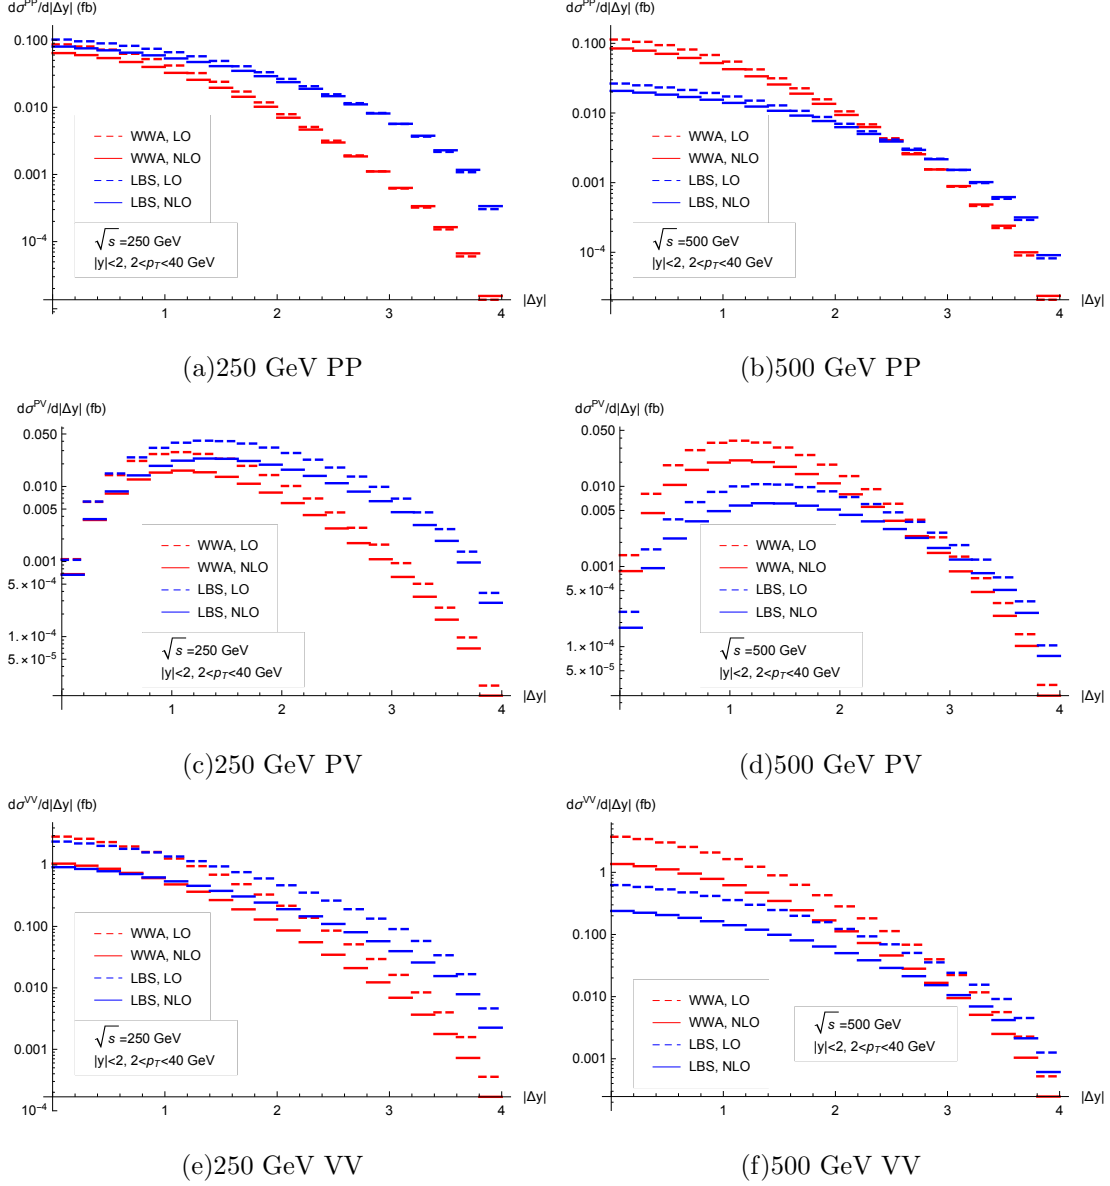 dσ^PP/d|Δy| (fb)
0.100
0.010
0.001
10^-4
WWA, LO
WWA, NLO
LBS, LO
LBS, NLO
√s =250 GeV
|y|<2, 2<p_T<40 GeV
1 2 3 4 |Δy|
(a)250 GeV PP
dσ^PP/d|Δy| (fb)
0.100
0.010
0.001
10^-4
WWA, LO
WWA, NLO
LBS, LO
LBS, NLO
√s =500 GeV
|y|<2, 2<p_T<40 GeV
1 2 3 4 |Δy|
(b)500 GeV PP
dσ^PV/d|Δy| (fb)
0.050
0.010
0.005
0.001
5.×10^-4
1.×10^-4
5.×10^-5
WWA, LO
WWA, NLO
LBS, LO
LBS, NLO
√s =250 GeV
|y|<2, 2<p_T<40 GeV
1 2 3 4 |Δy|
(c)250 GeV PV
dσ^PV/d|Δy| (fb)
0.050
0.010
0.005
0.001
5.×10^-4
1.×10^-4
5.×10^-5
WWA, LO
WWA, NLO
LBS, LO
LBS, NLO
√s =500 GeV
|y|<2, 2<p_T<40 GeV
1 2 3 4 |Δy|
(d)500 GeV PV
dσ^VV/d|Δy| (fb)
1
0.100
0.010
0.001
10^-4
WWA, LO
WWA, NLO
LBS, LO
LBS, NLO
√s =250 GeV
|y|<2, 2<p_T<40 GeV
1 2 3 4 |Δy|
(e)250 GeV VV
dσ^VV/d|Δy| (fb)
1
0.100
0.010
0.001
WWA, LO
WWA, NLO
LBS, LO
LBS, NLO
√s =500 GeV
|y|<2, 2<p_T<40 GeV
1 2 3 4 |Δy|
(f)500 GeV VV